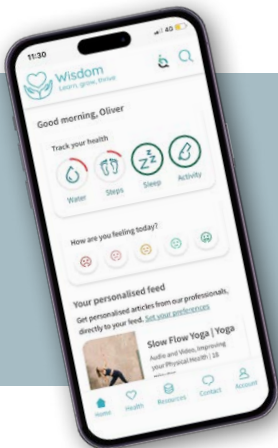 11:30
4G
Wisdom
Learn, grow, thrive
Good morning, Oliver
Track your health
Water
Steps
Sleep
Activity
How are you feeling today?
Your personalised feed
Get personalised articles from our professionals,
directly to your feed. Set your preferences
Slow Flow Yoga | Yoga
Audio and Video, Improving
your Physical Health | 18
minutes
Home
Health
Resources
Contact
Account